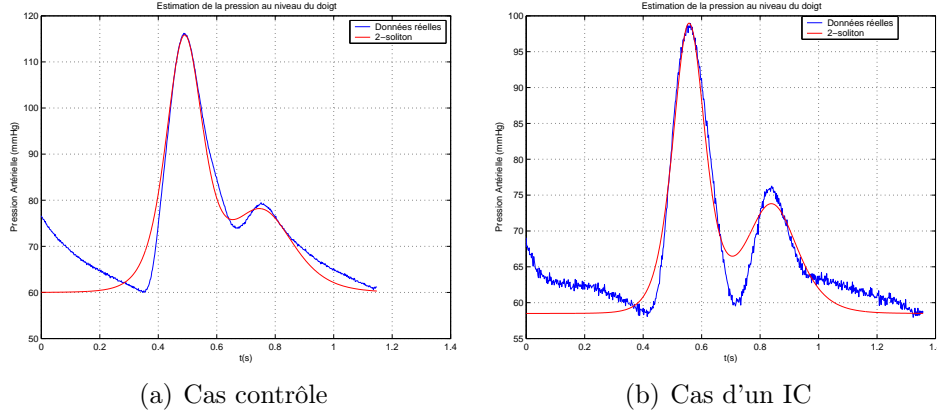 Estimation de la pression au niveau du doigt
Données réelles
2-soliton
Pression Artérielle (mmHg)
120
110
100
90
80
70
60
50
0 0.2 0.4 0.6 0.8 1 1.2 1.4
t(s)
(a) Cas contrôle
Estimation de la pression au niveau du doigt
Données réelles
2-soliton
Pression Artérielle (mmHg)
100
95
90
85
80
75
70
65
60
55
0 0.2 0.4 0.6 0.8 1 1.2 1.4
t(s)
(b) Cas d'un IC